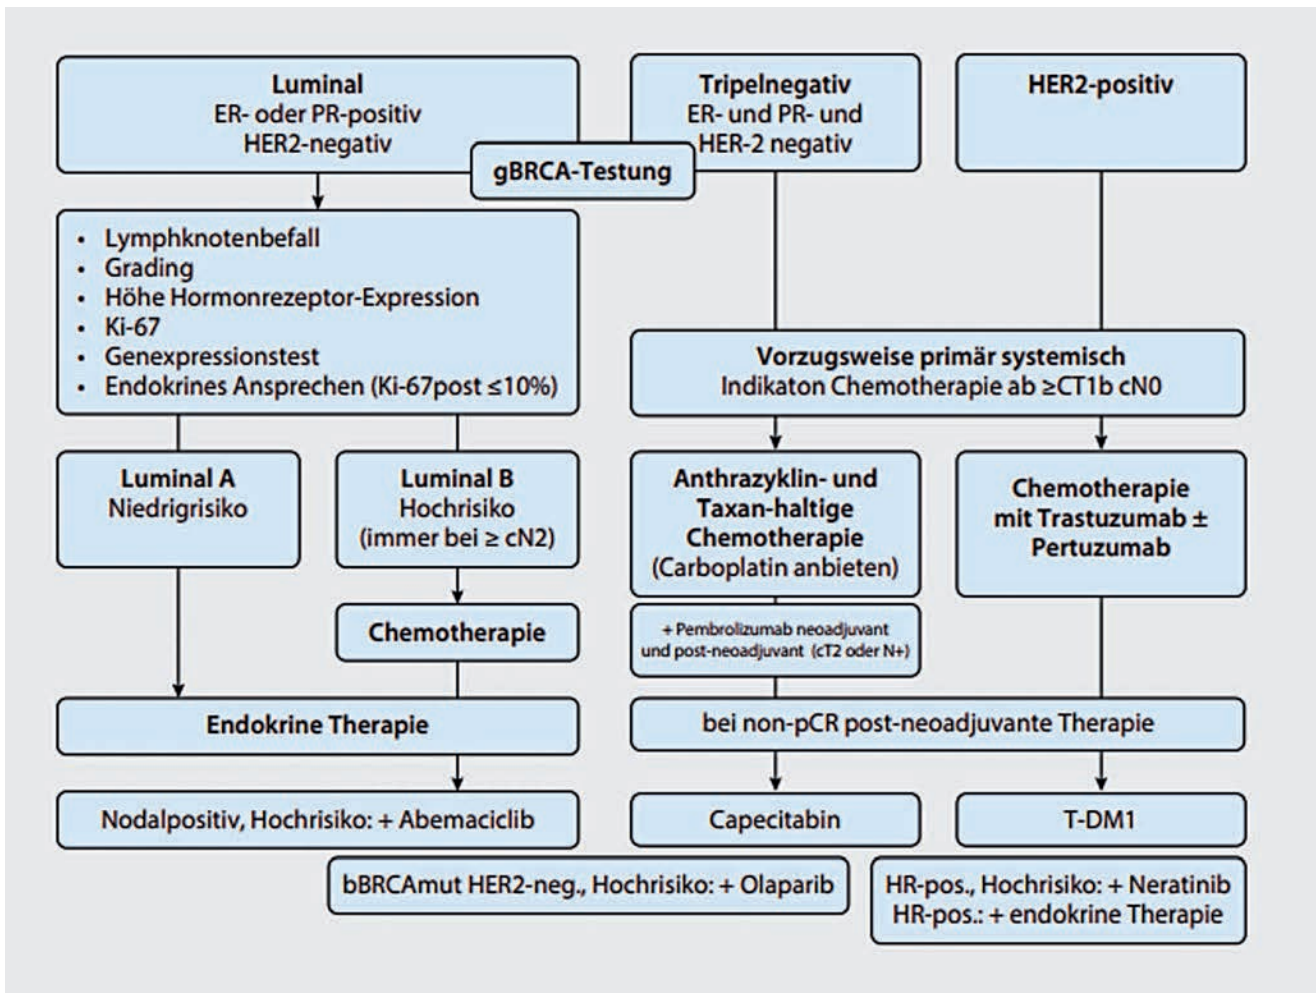 Luminal
ER- oder PR-positiv
HER2-negativ
Tripelnegativ
ER- und PR- und
HER-2 negativ
HER2-positiv
gBRCA-Testung
• Lymphknotenbefall
• Grading
• Höhe Hormonrezeptor-Expression
• Ki-67
• Genexpressionstest
• Endokrines Ansprechen (Ki-67post ≤10%)
Vorzugsweise primär systemisch
Indikaton Chemotherapie ab ≥CT1b cN0
Luminal A
Niedrigrisiko
Luminal B
Hochrisiko
(immer bei ≥ cN2)
Anthrazyklin- und
Taxan-haltige
Chemotherapie
(Carboplatin anbieten)
Chemotherapie
mit Trastuzumab ±
Pertuzumab
Chemotherapie
+ Pembrolizumab neoadjuvant
und post-neoadjuvant (cT2 oder N+)
Endokrine Therapie
bei non-pCR post-neoadjuvante Therapie
Nodalpositiv, Hochrisiko: + Abemaciclib
Capecitabin
T-DM1
bBRCAmut HER2-neg., Hochrisiko: + Olaparib
HR-pos., Hochrisiko: + Neratinib
HR-pos.: + endokrine Therapie